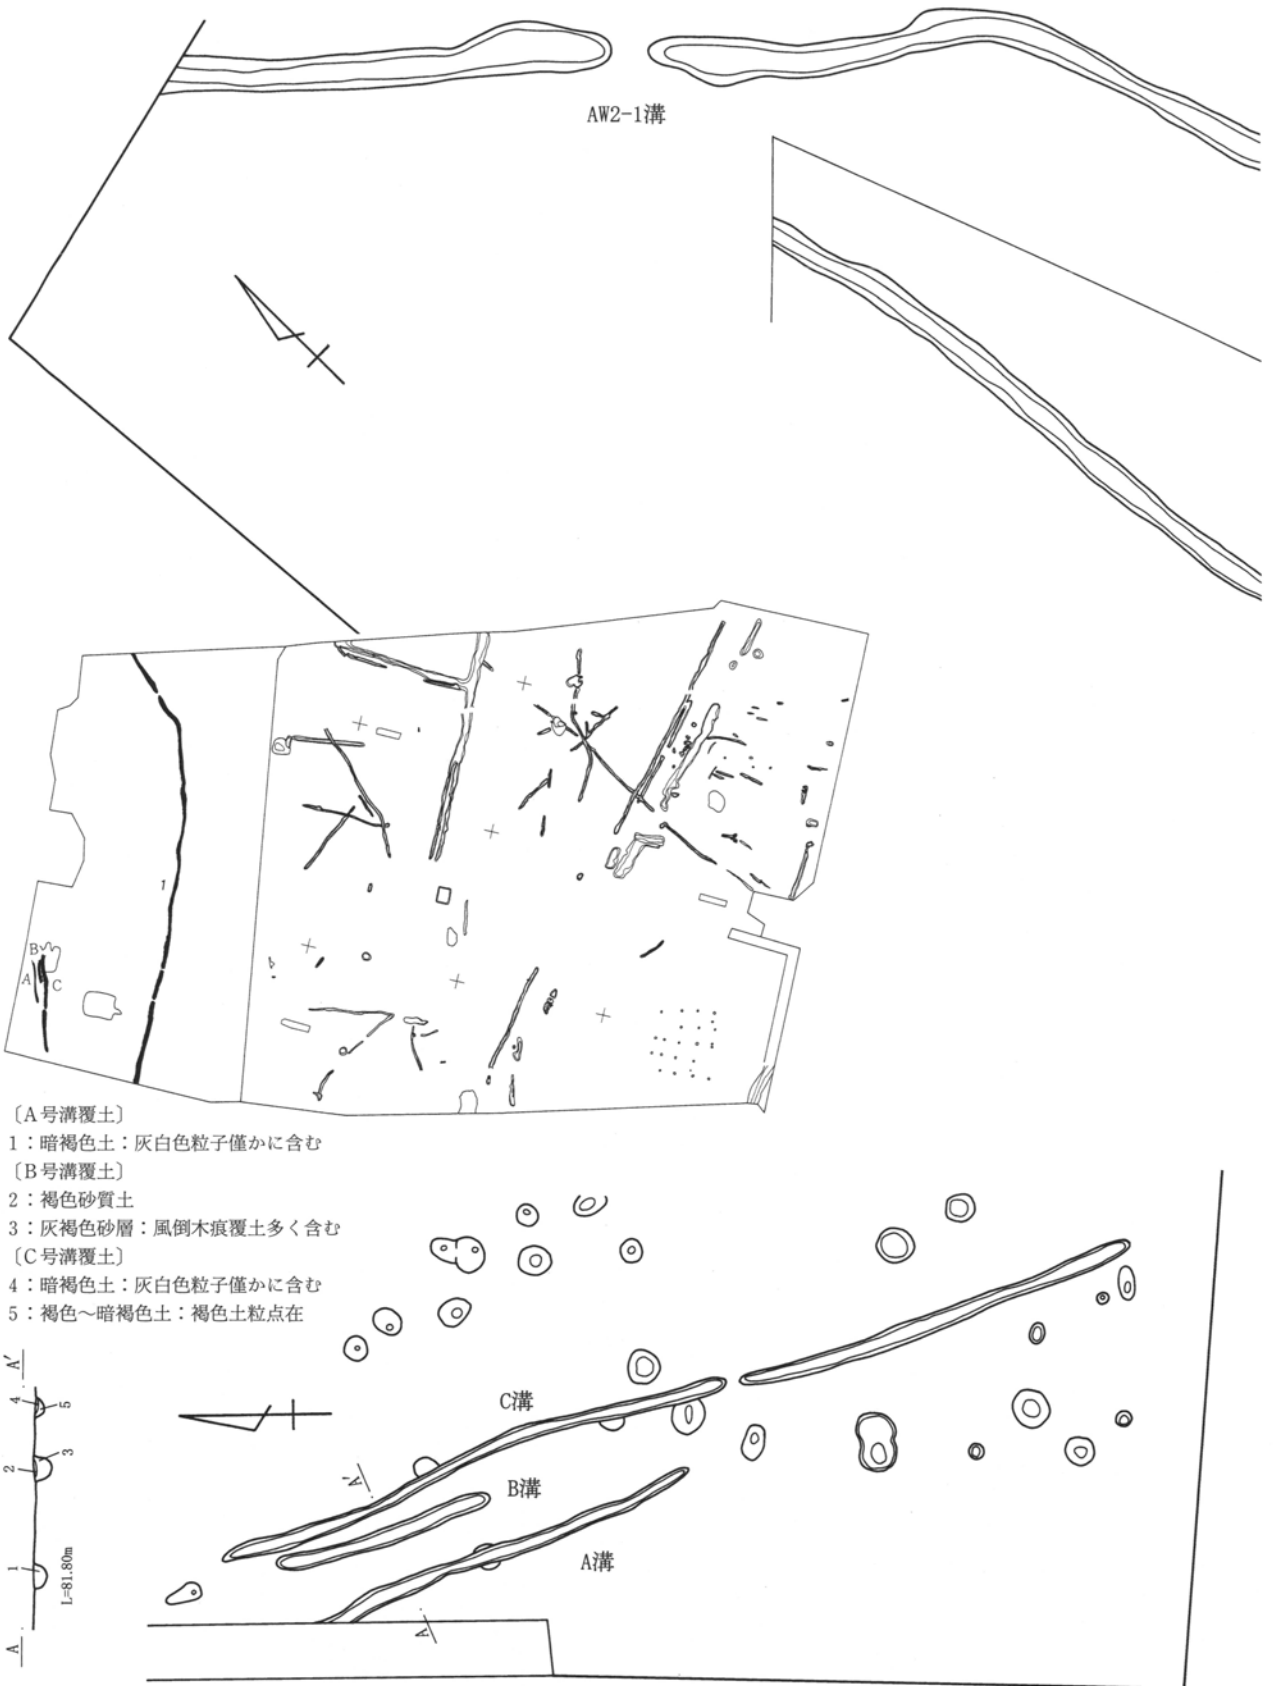 AW2-1溝
1
B
A
C
〔A号溝覆土〕
1：暗褐色土：灰白色粒子僅かに含む
〔B号溝覆土〕
2：褐色砂質土
3：灰褐色砂層：風倒木痕覆土多く含む
〔C号溝覆土〕
4：暗褐色土：灰白色粒子僅かに含む
5：褐色～暗褐色土：褐色土粒点在
A′
4
5
3
2
1
L=81.80m
A
C溝
A′
B溝
A溝
A